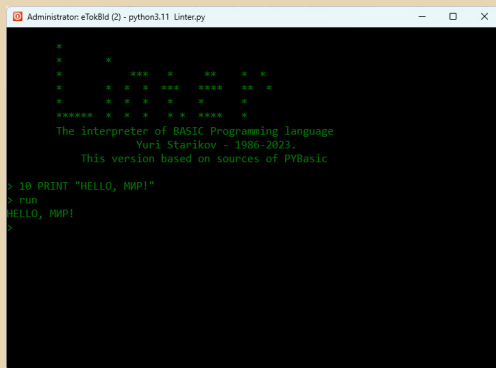 Administrator: eTokBld (2) - python3.11 Linter.py
Linter
The interpreter of BASIC Programming language
Yuri Starikov - 1986-2023.
This version based on sources of PYBasic
> 10 PRINT "HELLO, МИР!"
> run
HELLO, МИР!
>